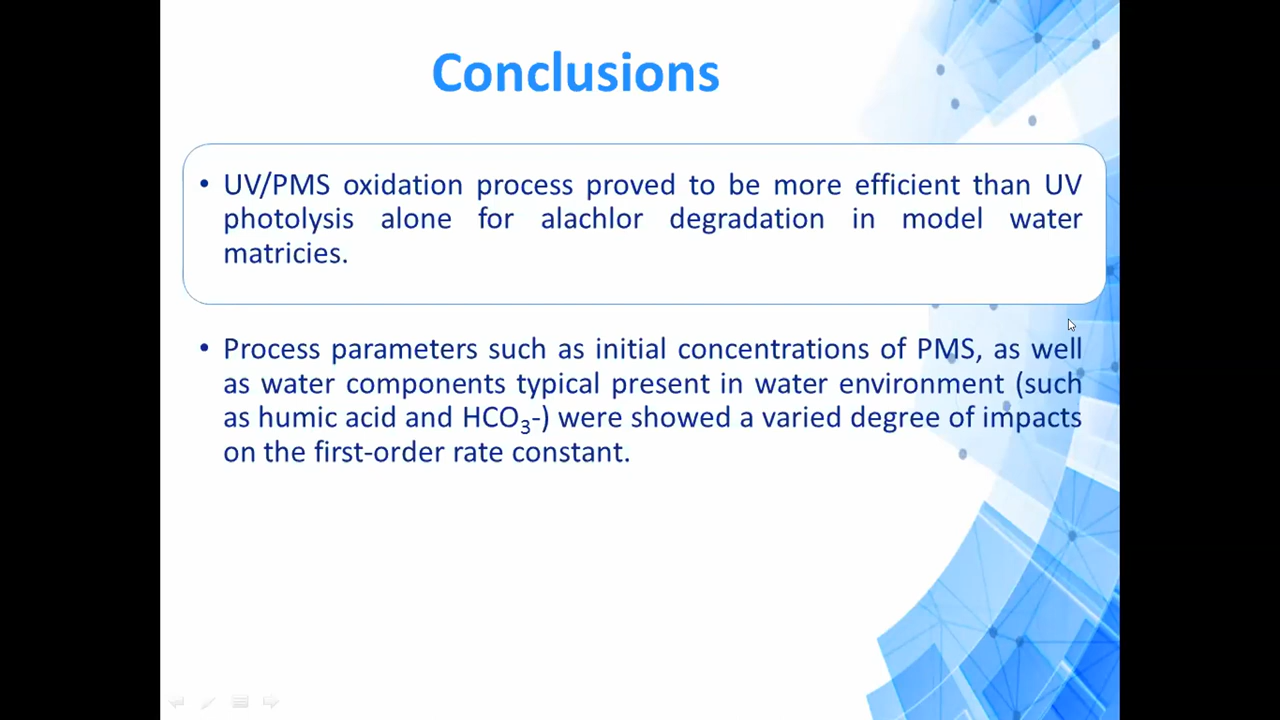 Conclusions
• UV/PMS oxidation process proved to be more efficient than UV
photolysis alone for alachlor degradation in model water
matricies.
• Process parameters such as initial concentrations of PMS, as well
as water components typical present in water environment (such
as humic acid and HCO₃-) were showed a varied degree of impacts
on the first-order rate constant.